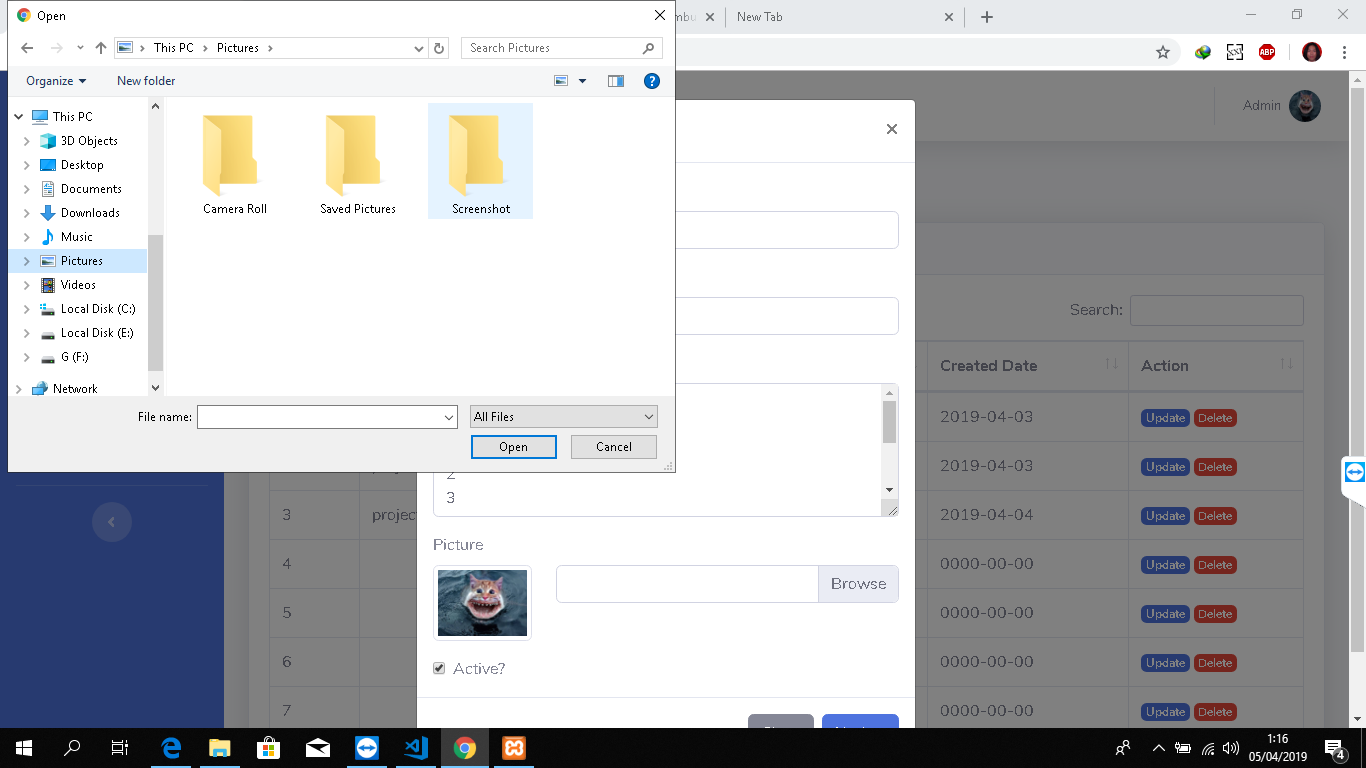 Open
mbu
New Tab
This PC
Pictures
Search Pictures
ABP
Organize
New folder
Admin
This PC
3D Objects
Desktop
Documents
Downloads
Music
Pictures
Videos
Local Disk (C:)
Local Disk (E:)
G (F:)
Network
Camera Roll
Saved Pictures
Screenshot
File name:
All Files
Open
Cancel
Search:
Created Date
Action
2019-04-03
Update
Delete
2019-04-03
Update
Delete
3
project
2019-04-04
Update
Delete
4
0000-00-00
Update
Delete
5
0000-00-00
Update
Delete
6
0000-00-00
Update
Delete
7
0000-00-00
Update
Delete
2
3
Picture
Browse
Active?
1:16
05/04/2019
4